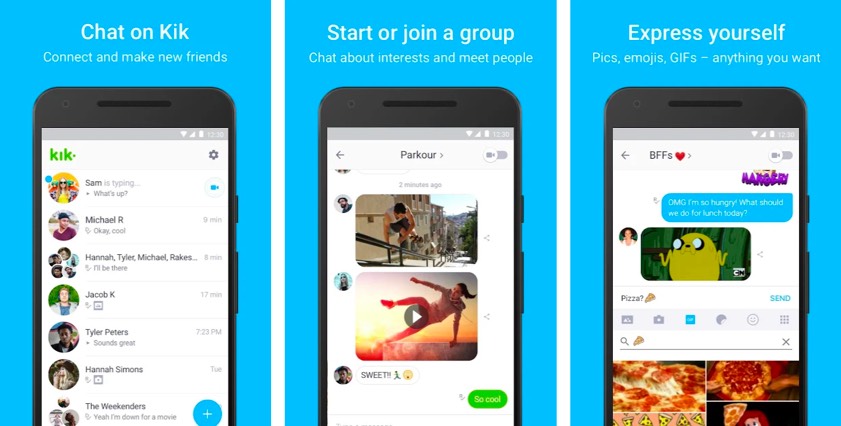 Chat on Kik
Connect and make new friends
12:30
kik·
Sam is typing...
What's up?
Michael R
9 min
Okay, cool
Hannah, Tyler, Michael, Rakes...
8 min
I'll be there
Jacob K
17 min
Tyler Peters
7:23 PM
Sounds great
Hannah Simons
Tue
The Weekenders
Yeah I'm down for a movie
+
Start or join a group
Chat about interests and meet people
12:30
Parkour >
2 minutes ago
SWEET!!
So cool
Express yourself
Pics, emojis, GIFs – anything you want
12:30
BFFs ❤️ >
HANGRY!
OMG I'm so hungry! What should
we do for lunch today?
CN
Pizza? 🍕
SEND
GIF
🍕